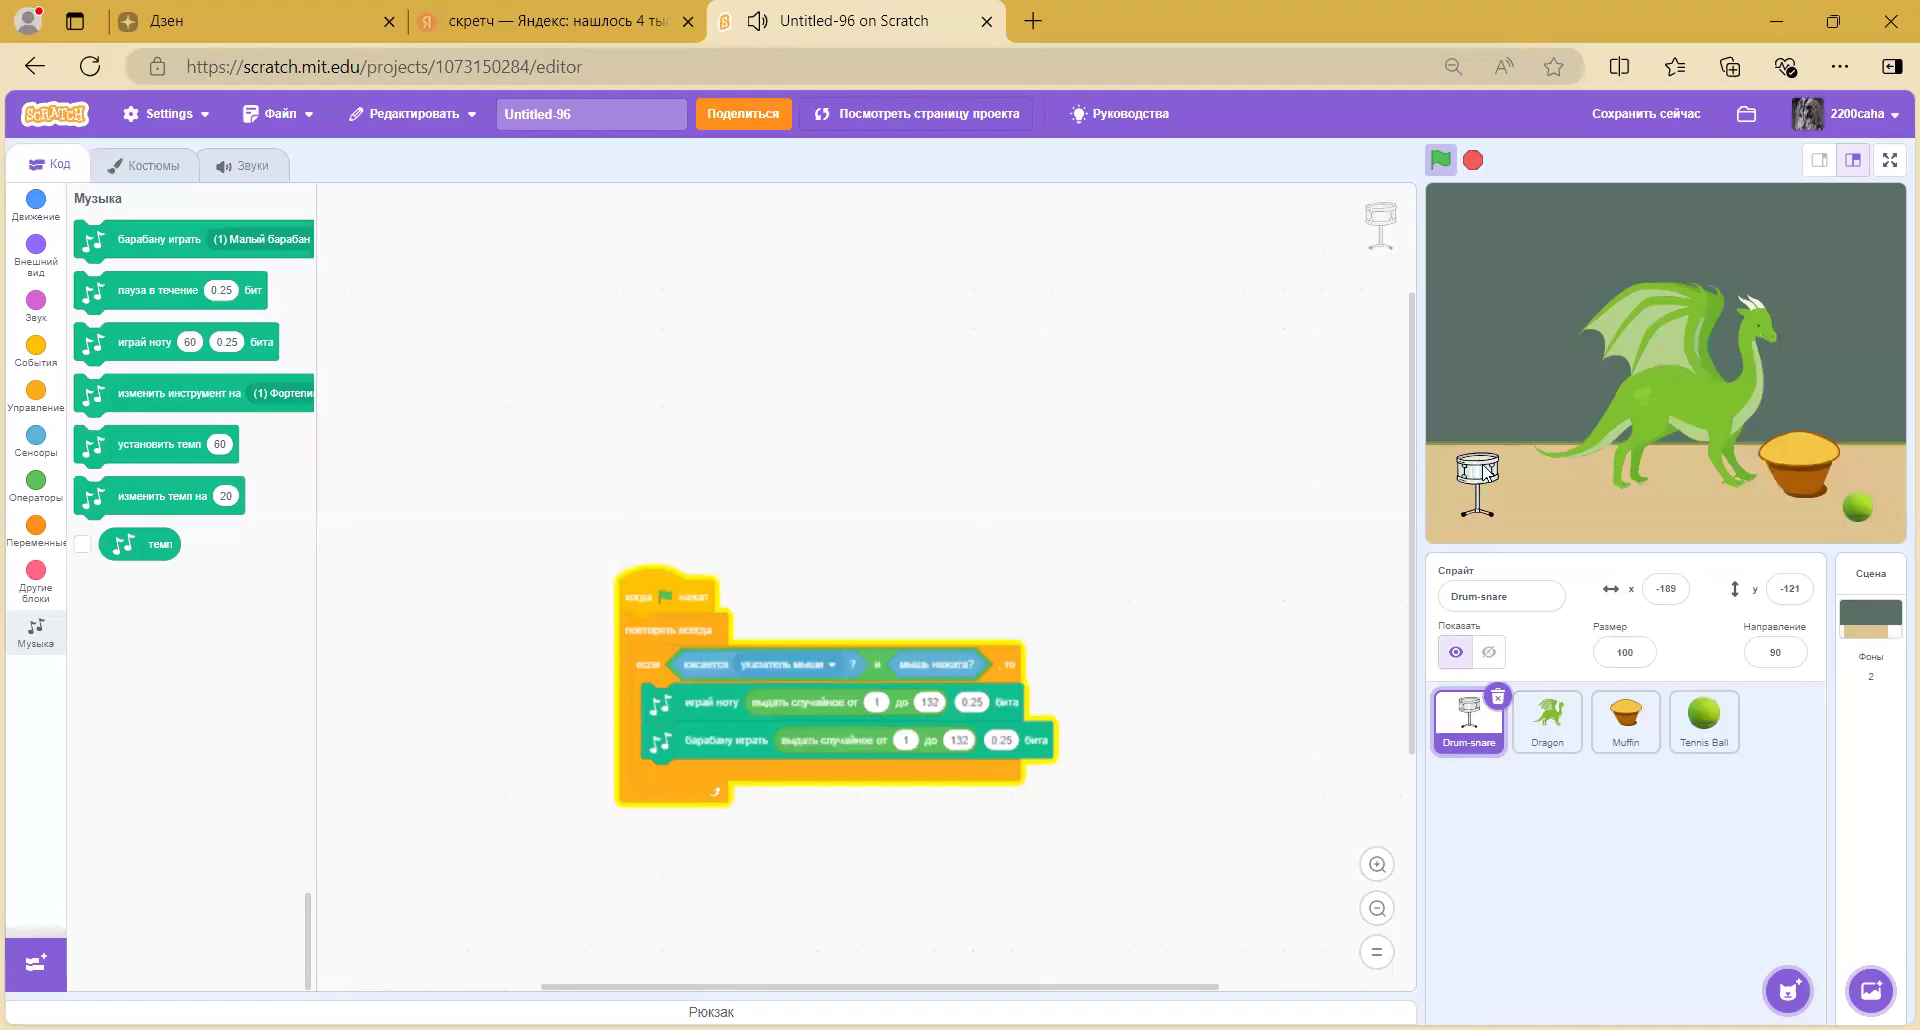 Дзен
скретч — Яндекс: нашлось 4 тыс
Untitled-96 on Scratch
https://scratch.mit.edu/projects/1073150284/editor
SCRATCH
Settings
Файл
Редактировать
Untitled-96
Поделиться
Посмотреть страницу проекта
Руководства
Сохранить сейчас
2200caha
Код
Костюмы
Звуки
Движение
Внешний
вид
Звук
События
Управление
Сенсоры
Операторы
Переменные
Другие
блоки
Музыка
Музыка
барабану играть (1) Малый барабан
пауза в течение 0.25 бит
играй ноту 60 0.25 бита
изменить инструмент на (1) Фортепи
установить темп 60
изменить темп на 20
темп
когда нажат
повторять всегда
если касается указатель мыши ? и мышь нажата? , то
играй ноту выдать случайное от 1 до 132 0.25 бита
барабану играть выдать случайное от 1 до 132 0.25 бита
Спрайт
Drum-snare
x -189
y -121
Показать
Размер
100
Направление
90
Drum-snare
Dragon
Muffin
Tennis Ball
Сцена
Фоны
2
Рюкзак